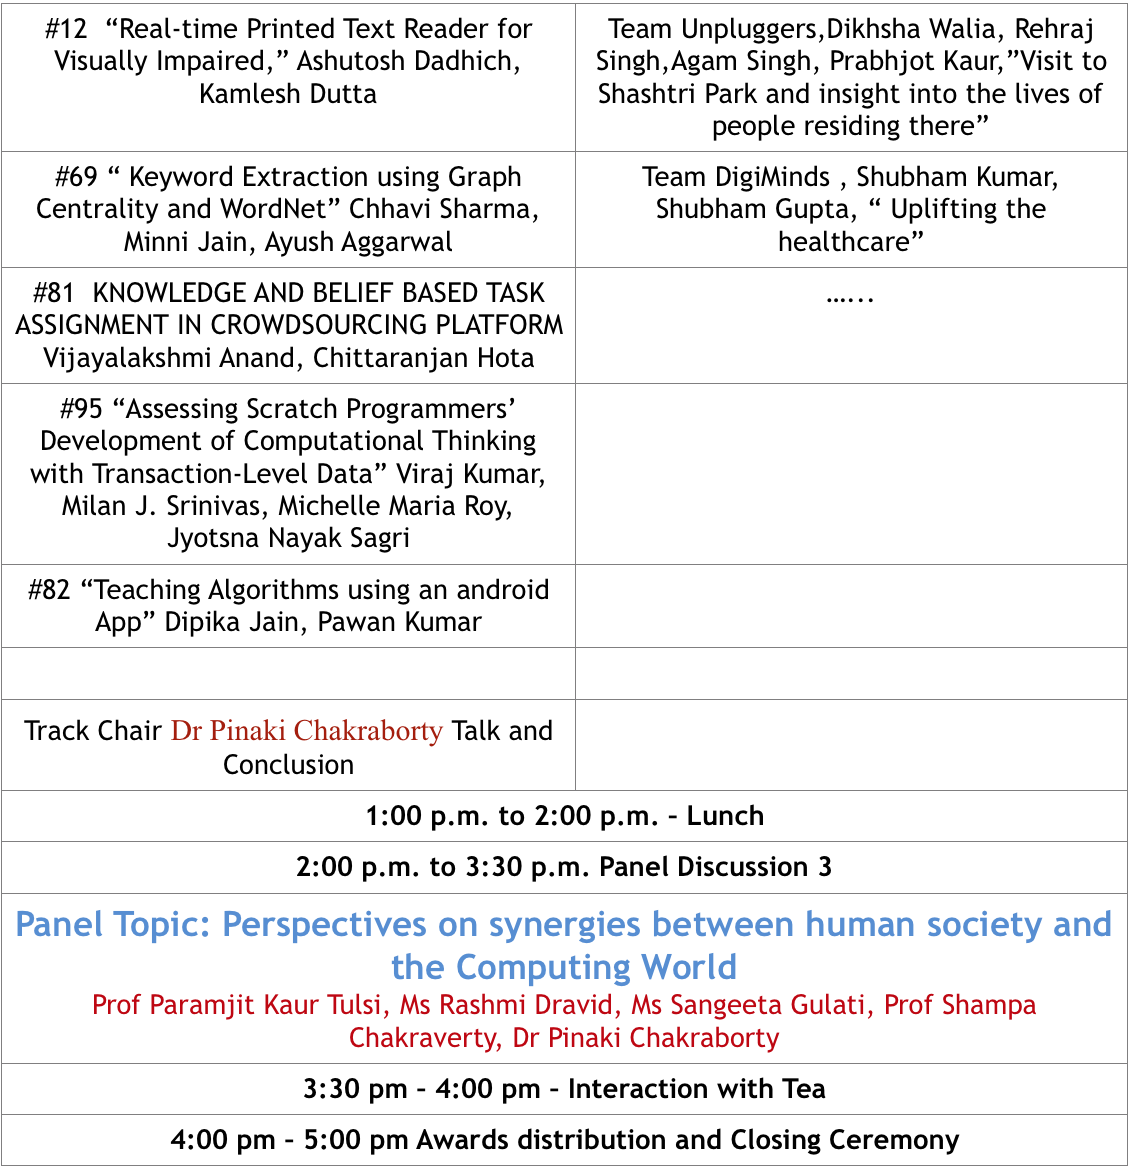 #12  “Real-time Printed Text Reader for
Visually Impaired,” Ashutosh Dadhich,
Kamlesh Dutta
Team Unpluggers,Dikhsha Walia, Rehraj
Singh,Agam Singh, Prabhjot Kaur,”Visit to
Shashtri Park and insight into the lives of
people residing there”
#69 “ Keyword Extraction using Graph
Centrality and WordNet” Chhavi Sharma,
Minni Jain, Ayush Aggarwal
Team DigiMinds , Shubham Kumar,
Shubham Gupta, “ Uplifting the
healthcare”
#81  KNOWLEDGE AND BELIEF BASED TASK
ASSIGNMENT IN CROWDSOURCING PLATFORM
Vijayalakshmi Anand, Chittaranjan Hota
…...
#95 “Assessing Scratch Programmers’
Development of Computational Thinking
with Transaction-Level Data” Viraj Kumar,
Milan J. Srinivas, Michelle Maria Roy,
Jyotsna Nayak Sagri
#82 “Teaching Algorithms using an android
App” Dipika Jain, Pawan Kumar
Track Chair Dr Pinaki Chakraborty Talk and
Conclusion
1:00 p.m. to 2:00 p.m. – Lunch
2:00 p.m. to 3:30 p.m. Panel Discussion 3
Panel Topic: Perspectives on synergies between human society and
the Computing World
Prof Paramjit Kaur Tulsi, Ms Rashmi Dravid, Ms Sangeeta Gulati, Prof Shampa
Chakraverty, Dr Pinaki Chakraborty
3:30 pm – 4:00 pm – Interaction with Tea
4:00 pm – 5:00 pm Awards distribution and Closing Ceremony